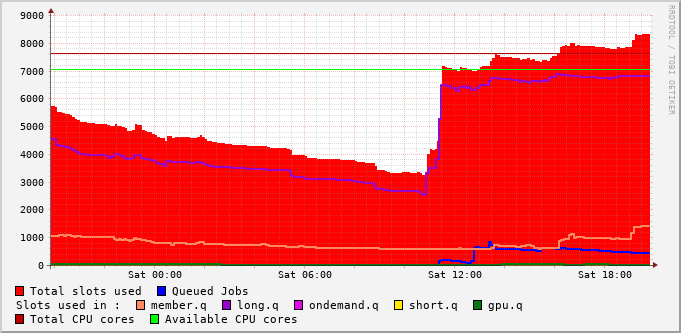 9000
8000
7000
6000
5000
4000
3000
2000
1000
0
Sat 00:00 Sat 06:00 Sat 12:00 Sat 18:00
RRDTOOL / TOBI OETIKER
Total slots used Queued Jobs
Slots used in : member.q long.q ondemand.q short.q gpu.q
Total CPU cores Available CPU cores